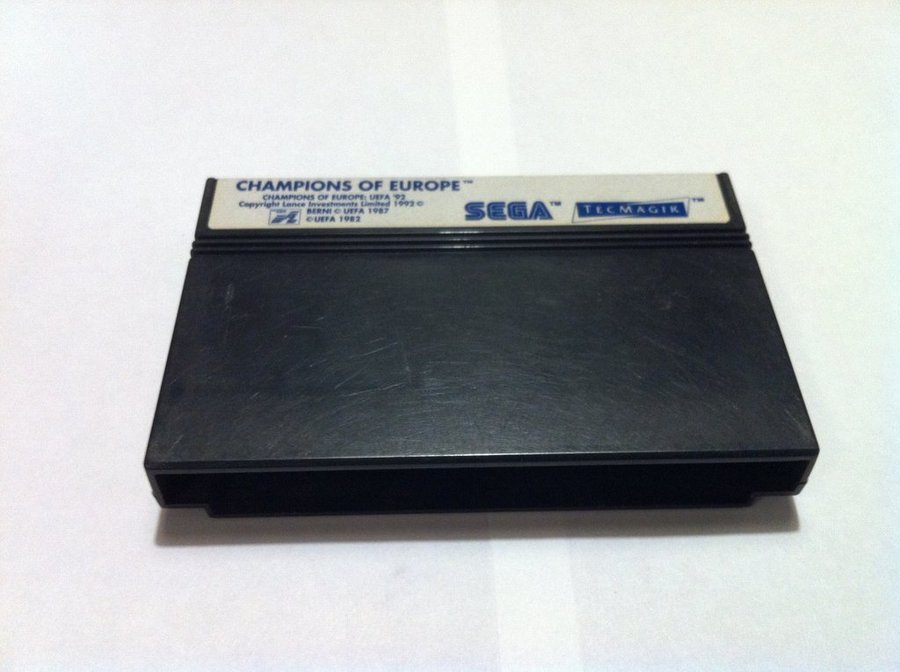 CHAMPIONS OF EUROPE™
CHAMPIONS OF EUROPE: UEFA '92
Copyright Lance Investments Limited 1992 ©
BERNI © UEFA 1987
© UEFA 1982
SEGA™ TECMAGIK™